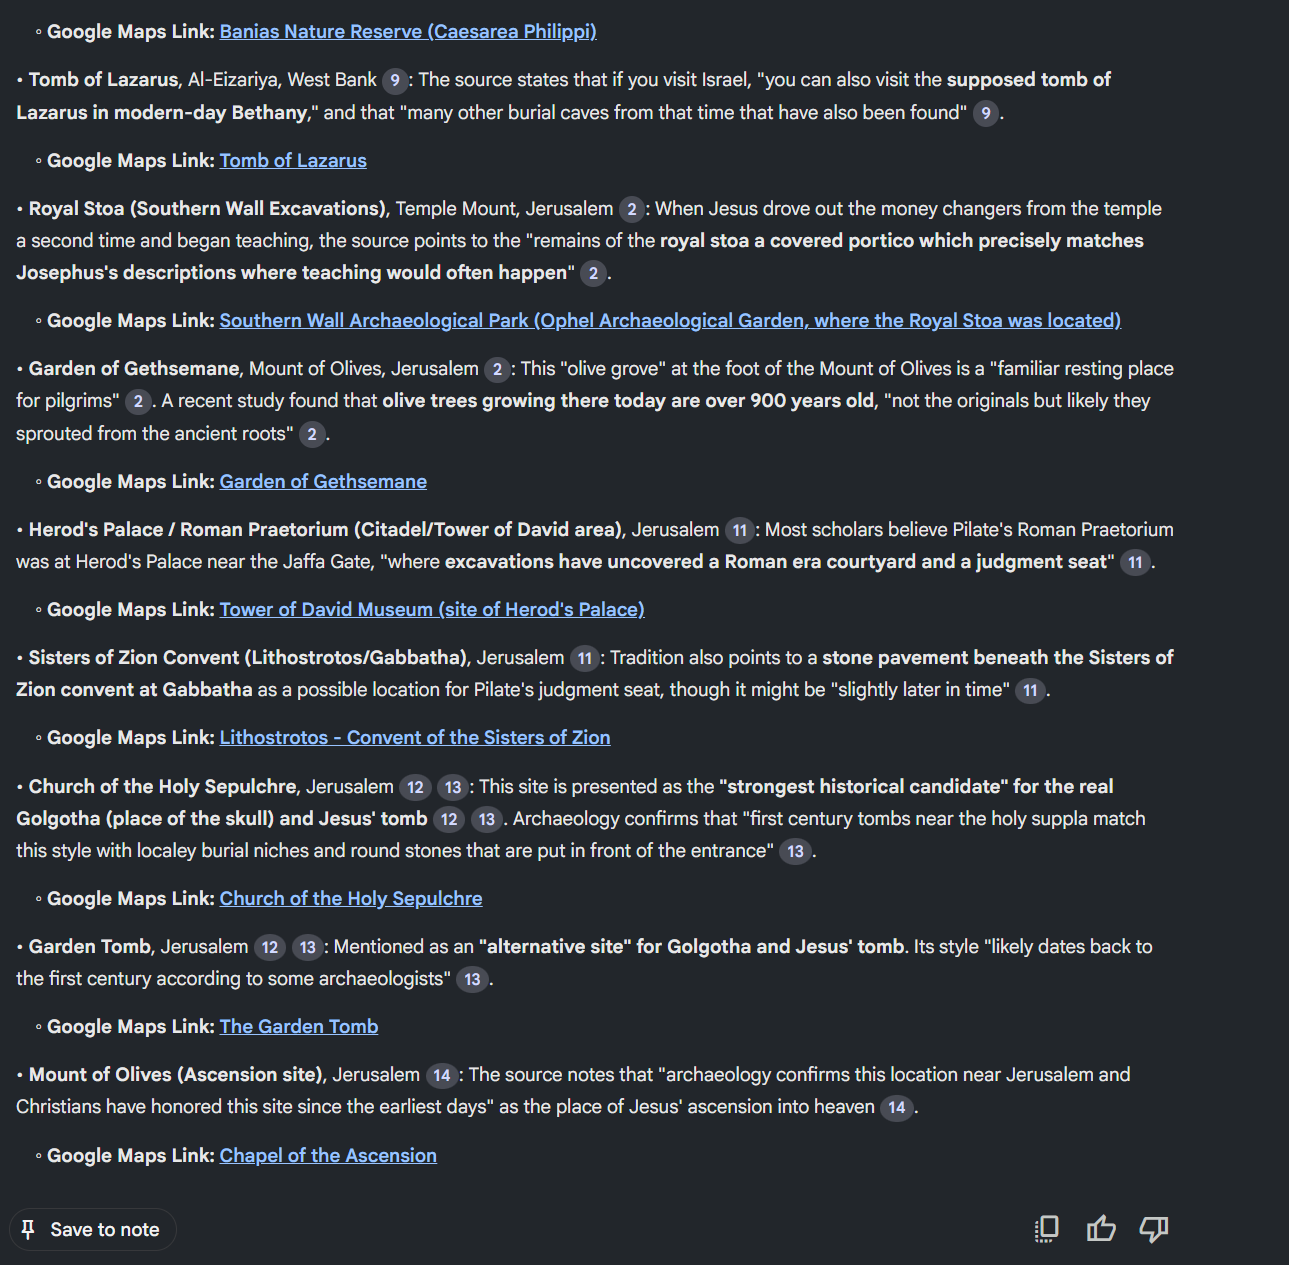 ◦ Google Maps Link: Banias Nature Reserve (Caesarea Philippi)
• Tomb of Lazarus, Al-Eizariya, West Bank 9 : The source states that if you visit Israel, "you can also visit the supposed tomb of
Lazarus in modern-day Bethany," and that "many other burial caves from that time that have also been found" 9 .
◦ Google Maps Link: Tomb of Lazarus
• Royal Stoa (Southern Wall Excavations), Temple Mount, Jerusalem 2 : When Jesus drove out the money changers from the temple
a second time and began teaching, the source points to the "remains of the royal stoa a covered portico which precisely matches
Josephus's descriptions where teaching would often happen" 2 .
◦ Google Maps Link: Southern Wall Archaeological Park (Ophel Archaeological Garden, where the Royal Stoa was located)
• Garden of Gethsemane, Mount of Olives, Jerusalem 2 : This "olive grove" at the foot of the Mount of Olives is a "familiar resting place
for pilgrims" 2 . A recent study found that olive trees growing there today are over 900 years old, "not the originals but likely they
sprouted from the ancient roots" 2 .
◦ Google Maps Link: Garden of Gethsemane
• Herod's Palace / Roman Praetorium (Citadel/Tower of David area), Jerusalem 11 : Most scholars believe Pilate's Roman Praetorium
was at Herod's Palace near the Jaffa Gate, "where excavations have uncovered a Roman era courtyard and a judgment seat" 11 .
◦ Google Maps Link: Tower of David Museum (site of Herod's Palace)
• Sisters of Zion Convent (Lithostrotos/Gabbatha), Jerusalem 11 : Tradition also points to a stone pavement beneath the Sisters of
Zion convent at Gabbatha as a possible location for Pilate's judgment seat, though it might be "slightly later in time" 11 .
◦ Google Maps Link: Lithostrotos - Convent of the Sisters of Zion
• Church of the Holy Sepulchre, Jerusalem 12 13 : This site is presented as the "strongest historical candidate" for the real
Golgotha (place of the skull) and Jesus' tomb 12 13 . Archaeology confirms that "first century tombs near the holy suppla match
this style with localey burial niches and round stones that are put in front of the entrance" 13 .
◦ Google Maps Link: Church of the Holy Sepulchre
• Garden Tomb, Jerusalem 12 13 : Mentioned as an "alternative site" for Golgotha and Jesus' tomb. Its style "likely dates back to
the first century according to some archaeologists" 13 .
◦ Google Maps Link: The Garden Tomb
• Mount of Olives (Ascension site), Jerusalem 14 : The source notes that "archaeology confirms this location near Jerusalem and
Christians have honored this site since the earliest days" as the place of Jesus' ascension into heaven 14 .
◦ Google Maps Link: Chapel of the Ascension
Save to note